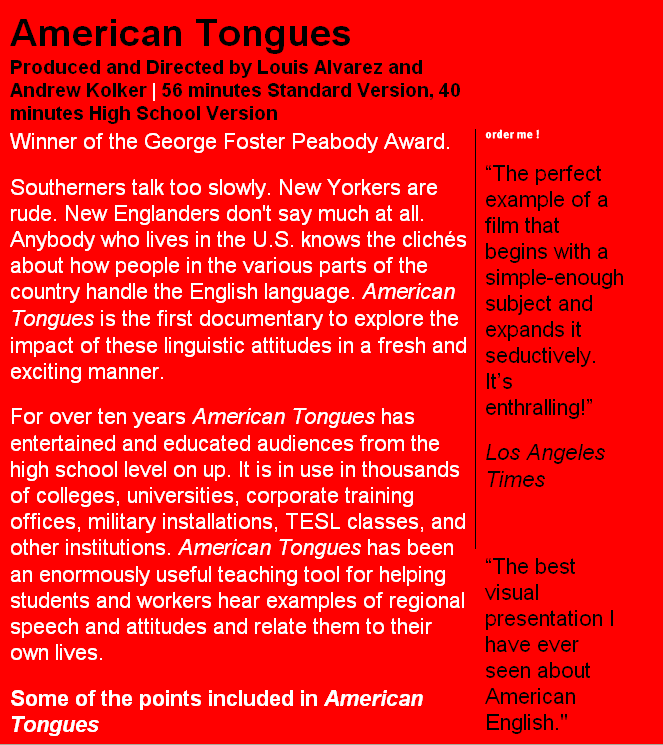 American Tongues
Produced and Directed by Louis Alvarez and
Andrew Kolker | 56 minutes Standard Version, 40
minutes High School Version
Winner of the George Foster Peabody Award.
Southerners talk too slowly. New Yorkers are
rude. New Englanders don't say much at all.
Anybody who lives in the U.S. knows the clichés
about how people in the various parts of the
country handle the English language. American
Tongues is the first documentary to explore the
impact of these linguistic attitudes in a fresh and
exciting manner.
For over ten years American Tongues has
entertained and educated audiences from the
high school level on up. It is in use in thousands
of colleges, universities, corporate training
offices, military installations, TESL classes, and
other institutions. American Tongues has been
an enormously useful teaching tool for helping
students and workers hear examples of regional
speech and attitudes and relate them to their
own lives.
Some of the points included in American
Tongues
order me !
“The perfect
example of a
film that
begins with a
simple-enough
subject and
expands it
seductively.
It’s
enthralling!”
Los Angeles
Times
“The best
visual
presentation I
have ever
seen about
American
English.”